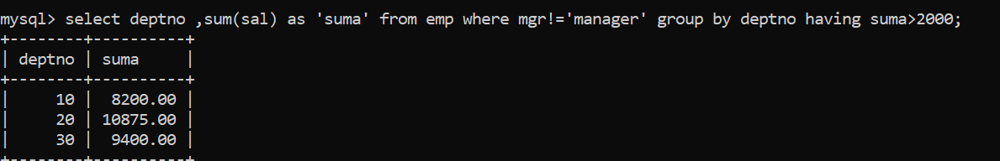 mysql> select deptno ,sum(sal) as 'suma' from emp where mgr!='manager' group by deptno having suma>2000;
+--------+----------+
| deptno | suma     |
+--------+----------+
|     10 |  8200.00 |
|     20 | 10875.00 |
|     30 |  9400.00 |
+--------+----------+